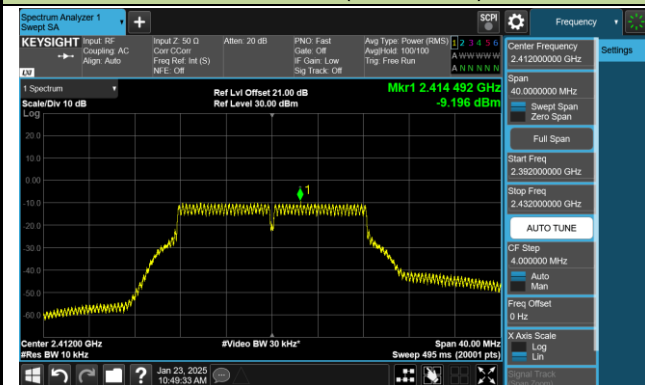 Spectrum Analyzer 1
Swept SA
SCPI
Frequency
KEYSIGHT
Input: RF
Coupling: AC
Align: Auto
Input Z: 50 Ω
Corr CCorr
Freq Ref: Int (S)
NFE: Off
Atten: 20 dB
PNO: Fast
Gate: Off
IF Gain: Low
Sig Track: Off
Avg Type: Power (RMS)
Avg|Hold: 100/100
Trig: Free Run
1 2 3 4 5 6
A W W W W W
A N N N N N
LXI
1 Spectrum
Scale/Div 10 dB
Log
Ref Lvl Offset 21.00 dB
Ref Level 30.00 dBm
Mkr1 2.414 492 GHz
-9.196 dBm
20.0
10.0
0.00
-10.0
-20.0
-30.0
-40.0
-50.0
-60.0
1
Center 2.41200 GHz
#Res BW 10 kHz
#Video BW 30 kHz*
Span 40.00 MHz
Sweep 495 ms (20001 pts)
Jan 23, 2025
10:49:33 AM
Center Frequency
2.412000000 GHz
Settings
Span
40.0000000 MHz
Swept Span
Zero Span
Full Span
Start Freq
2.392000000 GHz
Stop Freq
2.432000000 GHz
AUTO TUNE
CF Step
4.000000 MHz
Auto
Man
Freq Offset
0 Hz
X Axis Scale
Log
Lin
Signal Track
(Span Zoom)